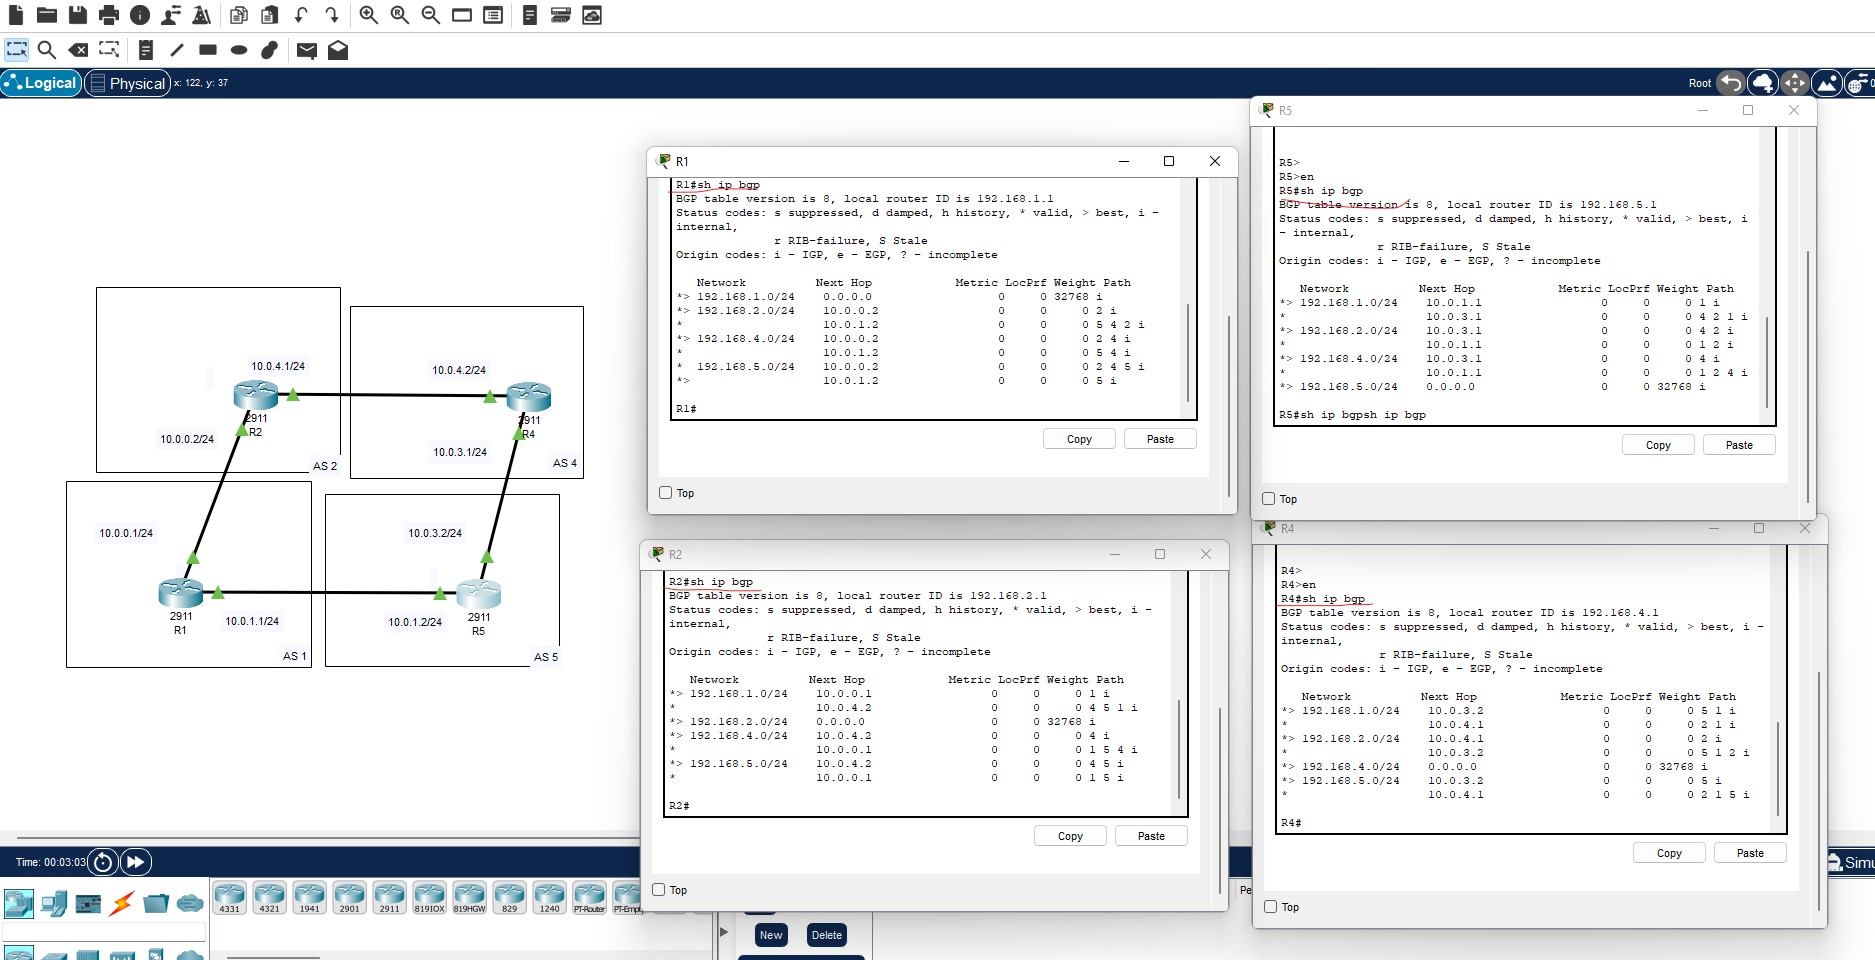 Logical
Physical
x: 122, y: 37
Root
10.0.4.1/24
10.0.4.2/24
2911
R2
2911
R4
10.0.0.2/24
10.0.3.1/24
AS 2
AS 4
10.0.0.1/24
10.0.3.2/24
2911
R1
10.0.1.1/24
10.0.1.2/24
2911
R5
AS 1
AS 5
R1
R1#sh ip bgp
BGP table version is 8, local router ID is 192.168.1.1
Status codes: s suppressed, d damped, h history, * valid, > best, i -
internal,
r RIB-failure, S Stale
Origin codes: i - IGP, e - EGP, ? - incomplete
Network Next Hop Metric LocPrf Weight Path
*> 192.168.1.0/24 0.0.0.0 0 0 32768 i
*> 192.168.2.0/24 10.0.0.2 0 0 0 2 i
* 10.0.1.2 0 0 0 5 4 2 i
*> 192.168.4.0/24 10.0.0.2 0 0 0 2 4 i
* 10.0.1.2 0 0 0 5 4 i
* 192.168.5.0/24 10.0.0.2 0 0 0 2 4 5 i
*> 10.0.1.2 0 0 0 5 i
R1#
Copy
Paste
Top
R5
R5>
R5>en
R5#sh ip bgp
BGP table version is 8, local router ID is 192.168.5.1
Status codes: s suppressed, d damped, h history, * valid, > best, i
- internal,
r RIB-failure, S Stale
Origin codes: i - IGP, e - EGP, ? - incomplete
Network Next Hop Metric LocPrf Weight Path
*> 192.168.1.0/24 10.0.1.1 0 0 0 1 i
* 10.0.3.1 0 0 0 4 2 1 i
*> 192.168.2.0/24 10.0.3.1 0 0 0 4 2 i
* 10.0.1.1 0 0 0 1 2 i
*> 192.168.4.0/24 10.0.3.1 0 0 0 4 i
* 10.0.1.1 0 0 0 1 2 4 i
*> 192.168.5.0/24 0.0.0.0 0 0 32768 i
R5#sh ip bgpsh ip bgp
Copy
Paste
Top
R2
R2#sh ip bgp
BGP table version is 8, local router ID is 192.168.2.1
Status codes: s suppressed, d damped, h history, * valid, > best, i -
internal,
r RIB-failure, S Stale
Origin codes: i - IGP, e - EGP, ? - incomplete
Network Next Hop Metric LocPrf Weight Path
*> 192.168.1.0/24 10.0.0.1 0 0 0 1 i
* 10.0.4.2 0 0 0 4 5 1 i
*> 192.168.2.0/24 0.0.0.0 0 0 32768 i
*> 192.168.4.0/24 10.0.4.2 0 0 0 4 i
* 10.0.0.1 0 0 0 1 5 4 i
*> 192.168.5.0/24 10.0.4.2 0 0 0 4 5 i
* 10.0.0.1 0 0 0 1 5 i
R2#
Copy
Paste
Top
R4
R4>
R4>en
R4#sh ip bgp
BGP table version is 8, local router ID is 192.168.4.1
Status codes: s suppressed, d damped, h history, * valid, > best, i -
internal,
r RIB-failure, S Stale
Origin codes: i - IGP, e - EGP, ? - incomplete
Network Next Hop Metric LocPrf Weight Path
*> 192.168.1.0/24 10.0.3.2 0 0 0 5 1 i
* 10.0.4.1 0 0 0 2 1 i
*> 192.168.2.0/24 10.0.4.1 0 0 0 2 i
* 10.0.3.2 0 0 0 5 1 2 i
*> 192.168.4.0/24 0.0.0.0 0 0 32768 i
*> 192.168.5.0/24 10.0.3.2 0 0 0 5 i
* 10.0.4.1 0 0 0 2 1 5 i
R4#
Copy
Paste
Top
Time: 00:03:03
Simu
4331
4321
1941
2901
2911
819IOX
819HGW
829
1240
PT-Router
PT-Empty
Pe
New
Delete